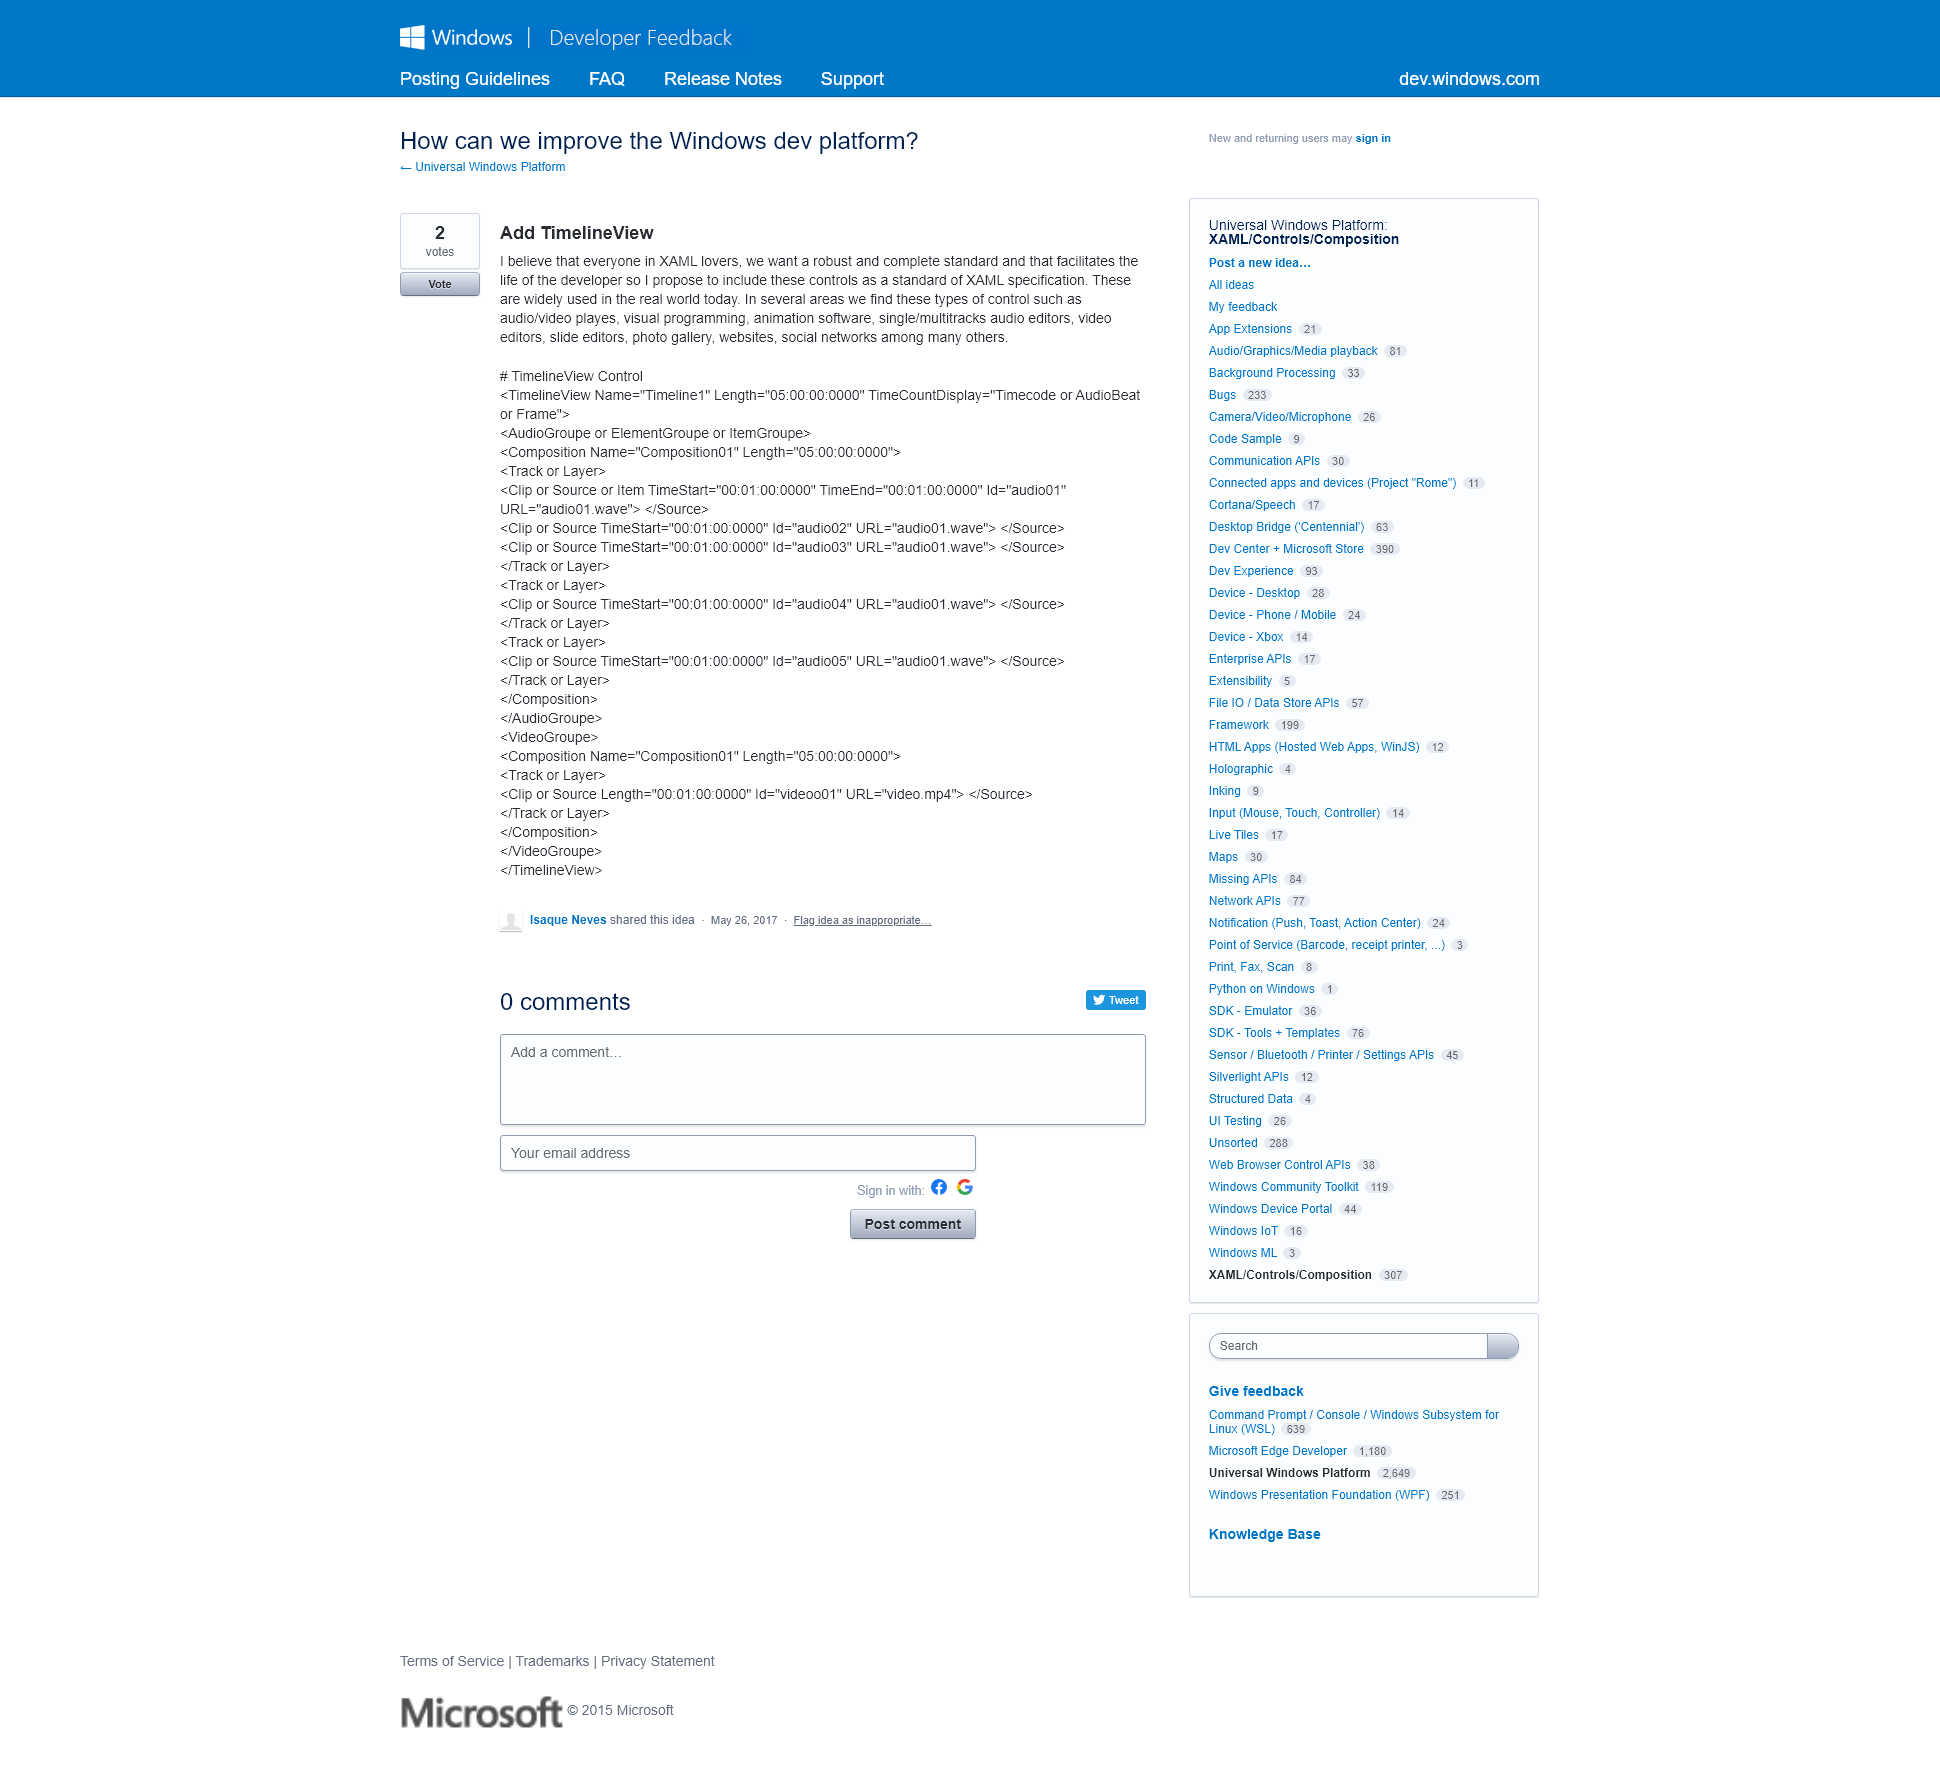 Windows | Developer Feedback
Posting Guidelines FAQ Release Notes Support dev.windows.com
How can we improve the Windows dev platform?
← Universal Windows Platform
New and returning users may sign in
2
votes
Vote
Add TimelineView
I believe that everyone in XAML lovers, we want a robust and complete standard and that facilitates the
life of the developer so I propose to include these controls as a standard of XAML specification. These
are widely used in the real world today. In several areas we find these types of control such as
audio/video playes, visual programming, animation software, single/multitracks audio editors, video
editors, slide editors, photo gallery, websites, social networks among many others.
# TimelineView Control
<TimelineView Name="Timeline1" Length="05:00:00:0000" TimeCountDisplay="Timecode or AudioBeat
or Frame">
<AudioGroupe or ElementGroupe or ItemGroupe>
<Composition Name="Composition01" Length="05:00:00:0000">
<Track or Layer>
<Clip or Source or Item TimeStart="00:01:00:0000" TimeEnd="00:01:00:0000" Id="audio01"
URL="audio01.wave"> </Source>
<Clip or Source TimeStart="00:01:00:0000" Id="audio02" URL="audio01.wave"> </Source>
<Clip or Source TimeStart="00:01:00:0000" Id="audio03" URL="audio01.wave"> </Source>
</Track or Layer>
<Track or Layer>
<Clip or Source TimeStart="00:01:00:0000" Id="audio04" URL="audio01.wave"> </Source>
</Track or Layer>
<Track or Layer>
<Clip or Source TimeStart="00:01:00:0000" Id="audio05" URL="audio01.wave"> </Source>
</Track or Layer>
</Composition>
</AudioGroupe>
<VideoGroupe>
<Composition Name="Composition01" Length="05:00:00:0000">
<Track or Layer>
<Clip or Source Length="00:01:00:0000" Id="videoo01" URL="video.mp4"> </Source>
</Track or Layer>
</Composition>
</VideoGroupe>
</TimelineView>
Isaque Neves shared this idea · May 26, 2017 · Flag idea as inappropriate…
0 comments
Tweet
Add a comment…
Your email address
Sign in with:
Post comment
Universal Windows Platform:
XAML/Controls/Composition
Post a new idea…
All ideas
My feedback
App Extensions 21
Audio/Graphics/Media playback 81
Background Processing 33
Bugs 233
Camera/Video/Microphone 26
Code Sample 9
Communication APIs 30
Connected apps and devices (Project "Rome") 11
Cortana/Speech 17
Desktop Bridge ('Centennial') 63
Dev Center + Microsoft Store 390
Dev Experience 93
Device - Desktop 28
Device - Phone / Mobile 24
Device - Xbox 14
Enterprise APIs 17
Extensibility 5
File IO / Data Store APIs 57
Framework 199
HTML Apps (Hosted Web Apps, WinJS) 12
Holographic 4
Inking 9
Input (Mouse, Touch, Controller) 14
Live Tiles 17
Maps 30
Missing APIs 84
Network APIs 77
Notification (Push, Toast, Action Center) 24
Point of Service (Barcode, receipt printer, ...) 3
Print, Fax, Scan 8
Python on Windows 1
SDK - Emulator 36
SDK - Tools + Templates 76
Sensor / Bluetooth / Printer / Settings APIs 45
Silverlight APIs 12
Structured Data 4
UI Testing 26
Unsorted 288
Web Browser Control APIs 38
Windows Community Toolkit 119
Windows Device Portal 44
Windows IoT 16
Windows ML 3
XAML/Controls/Composition 307
Search
Give feedback
Command Prompt / Console / Windows Subsystem for
Linux (WSL) 639
Microsoft Edge Developer 1,180
Universal Windows Platform 2,649
Windows Presentation Foundation (WPF) 251
Knowledge Base
Terms of Service | Trademarks | Privacy Statement
Microsoft © 2015 Microsoft